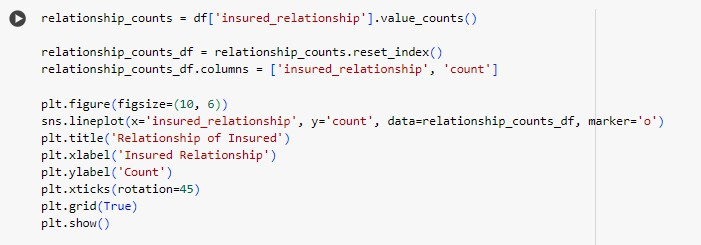 relationship_counts = df['insured_relationship'].value_counts()
relationship_counts_df = relationship_counts.reset_index()
relationship_counts_df.columns = ['insured_relationship', 'count']
plt.figure(figsize=(10, 6))
sns.lineplot(x='insured_relationship', y='count', data=relationship_counts_df, marker='o')
plt.title('Relationship of Insured')
plt.xlabel('Insured Relationship')
plt.ylabel('Count')
plt.xticks(rotation=45)
plt.grid(True)
plt.show()